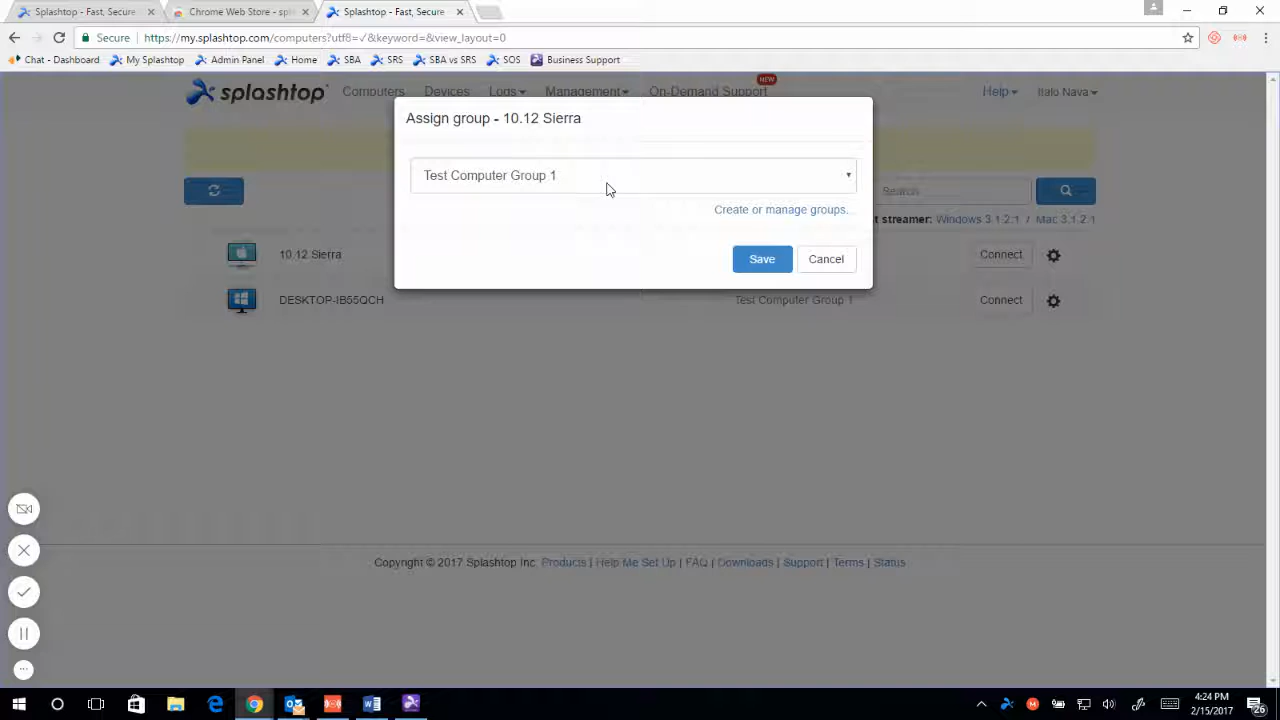 Splashtop - Fast, Secure
Chrome Web Store - spl
Splashtop - Fast, Secure
Secure
https://my.splashtop.com/computers?utf8=✓&keyword=&view_layout=0
Chat - Dashboard
My Splashtop
Admin Panel
Home
SBA
SRS
SBA vs SRS
SOS
Business Support
splashtop
Computers
Devices
Logs
Management
On-Demand Support
NEW
Help
Italo Nava
Assign group - 10.12 Sierra
Test Computer Group 1
Search
Create or manage groups...
t streamer: Windows 3.1.2.1 / Mac 3.1.2.1
10.12 Sierra
Save
Cancel
Connect
DESKTOP-IB55QCH
Test Computer Group 1
Connect
Copyright © 2017 Splashtop Inc. Products | Help Me Set Up | FAQ | Downloads | Support | Terms | Status
4:24 PM
2/15/2017
26